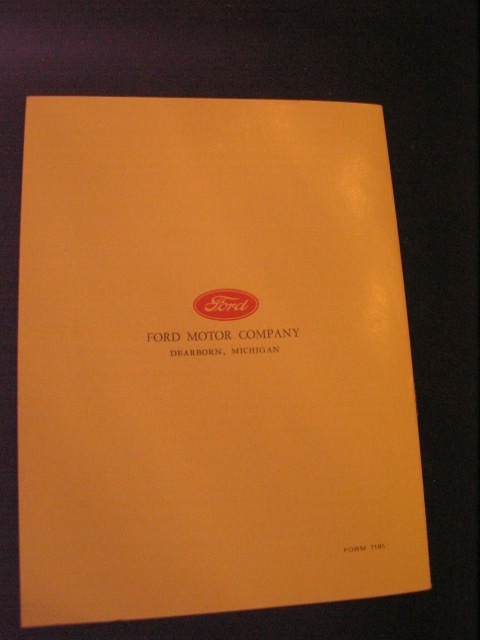 Ford
FORD MOTOR COMPANY
DEARBORN, MICHIGAN
FORM